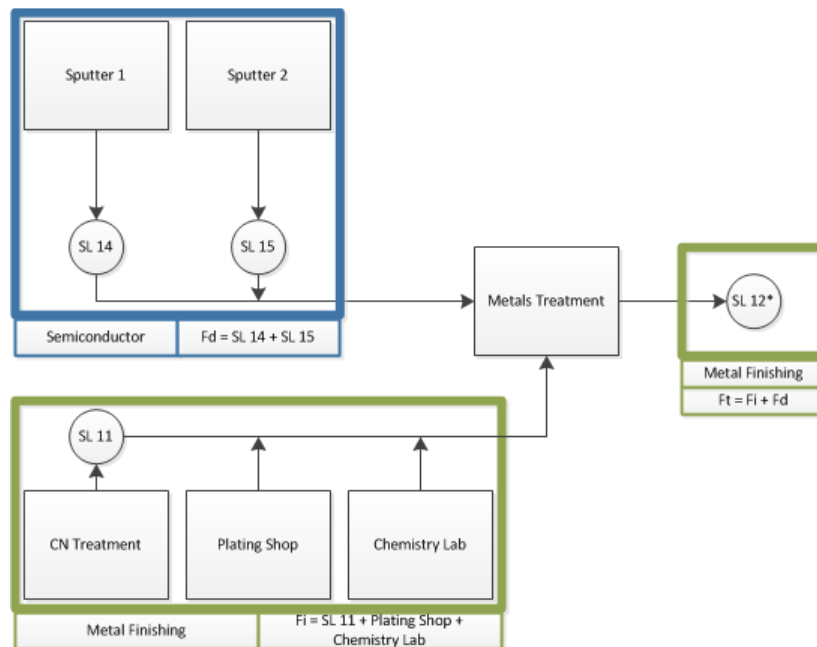 Sputter 1
Sputter 2
SL 14
SL 15
Metals Treatment
SL 12*
Semiconductor
Fd = SL 14 + SL 15
Metal Finishing
Ft = Fi + Fd
SL 11
CN Treatment
Plating Shop
Chemistry Lab
Metal Finishing
Fi = SL 11 + Plating Shop +
Chemistry Lab